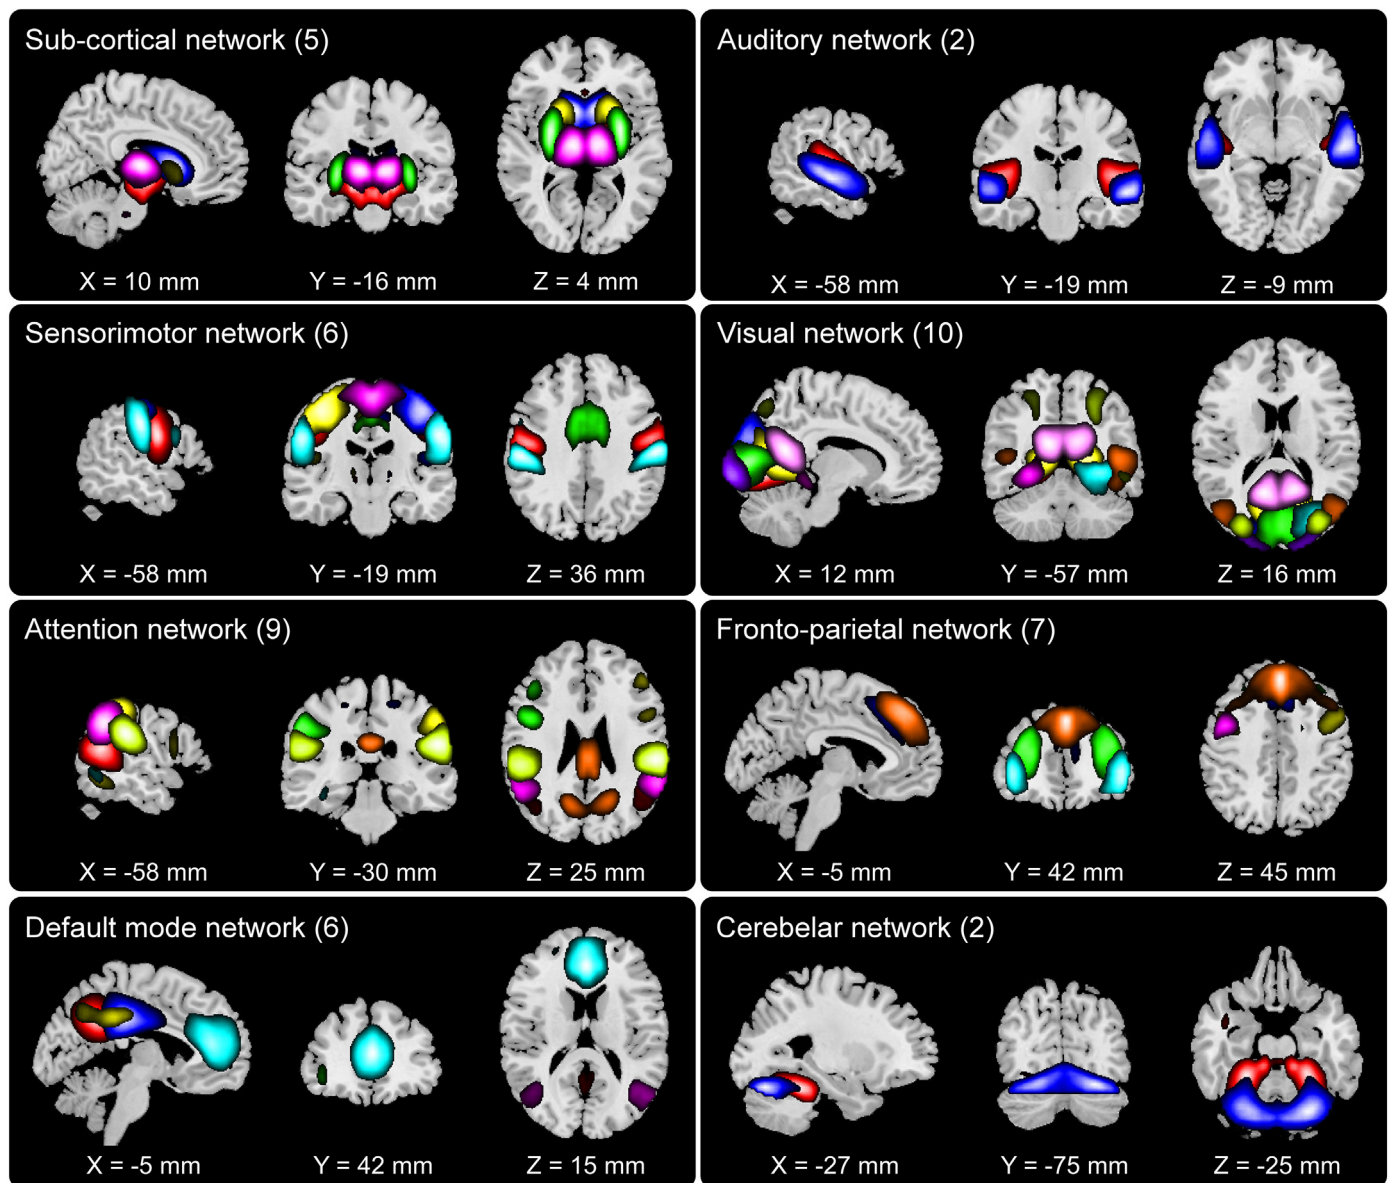 Sub-cortical network (5)
X = 10 mm
Y = -16 mm
Z = 4 mm
Auditory network (2)
X = -58 mm
Y = -19 mm
Z = -9 mm
Sensorimotor network (6)
X = -58 mm
Y = -19 mm
Z = 36 mm
Visual network (10)
X = 12 mm
Y = -57 mm
Z = 16 mm
Attention network (9)
X = -58 mm
Y = -30 mm
Z = 25 mm
Fronto-parietal network (7)
X = -5 mm
Y = 42 mm
Z = 45 mm
Default mode network (6)
X = -5 mm
Y = 42 mm
Z = 15 mm
Cerebelar network (2)
X = -27 mm
Y = -75 mm
Z = -25 mm